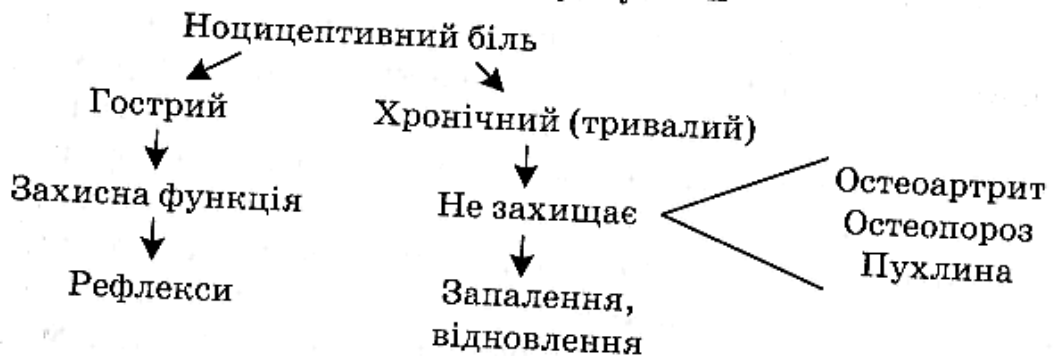 Ноцицептивний біль
Гострий
Хронічний (тривалий)
Захисна функція
Не захищає
Остеоартрит
Остеопороз
Пухлина
Рефлекси
Запалення,
відновлення